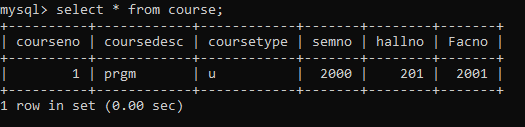 mysql> select * from course;
+----------+------------+------------+-------+--------+-------+
| courseno | coursedesc | coursetype | semno | hallno | Facno |
+----------+------------+------------+-------+--------+-------+
|        1 | prgm       | u          |  2000 |    201 |  2001 |
+----------+------------+------------+-------+--------+-------+
1 row in set (0.00 sec)